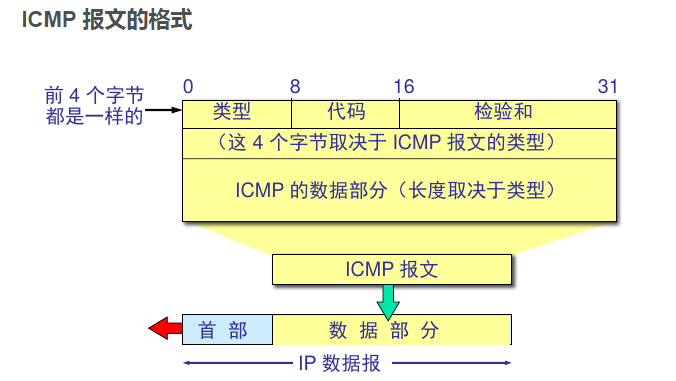 ICMP 报文的格式
0 8 16 31
前 4 个字节
都是一样的
类型 代码 检验和
（这 4 个字节取决于 ICMP 报文的类型）
ICMP 的数据部分（长度取决于类型）
ICMP 报文
首 部 数 据 部 分
IP 数据报